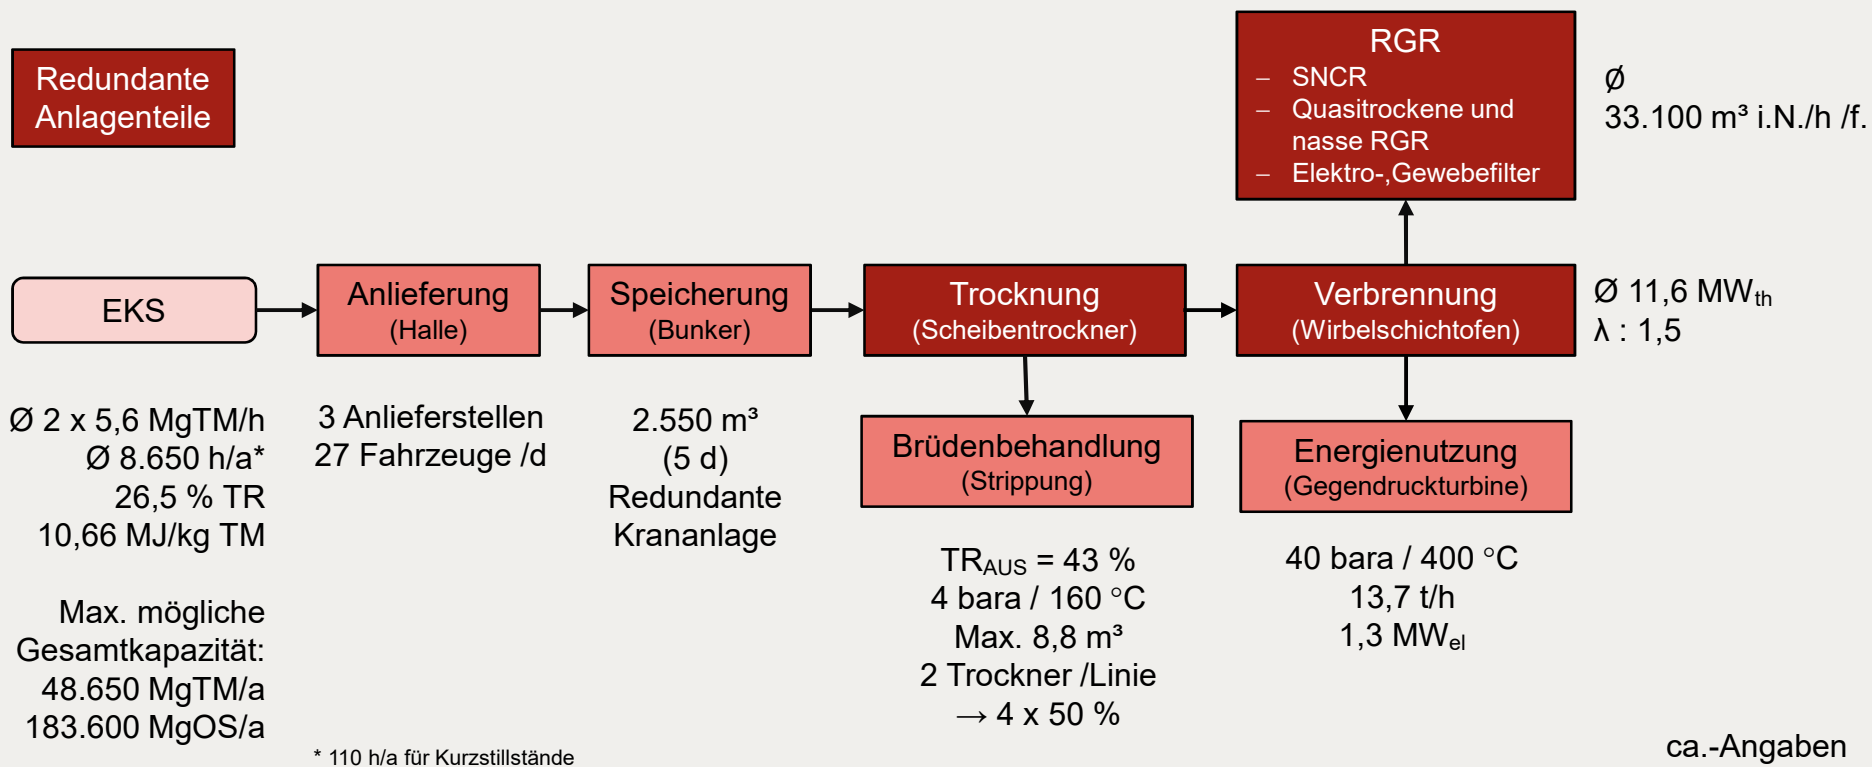 Redundante
Anlagenteile
RGR
– SNCR
– Quasitrockene und
nasse RGR
– Elektro-,Gewebefilter
Ø
33.100 m³ i.N./h /f.
EKS
Anlieferung
(Halle)
Speicherung
(Bunker)
Trocknung
(Scheibentrockner)
Verbrennung
(Wirbelschichtofen)
Ø 11,6 MWth
λ : 1,5
Ø 2 x 5,6 MgTM/h
Ø 8.650 h/a*
26,5 % TR
10,66 MJ/kg TM
Max. mögliche
Gesamtkapazität:
48.650 MgTM/a
183.600 MgOS/a
3 Anlieferstellen
27 Fahrzeuge /d
2.550 m³
(5 d)
Redundante
Krananlage
Brüdenbehandlung
(Strippung)
TRAUS = 43 %
4 bara / 160 °C
Max. 8,8 m³
2 Trockner /Linie
→ 4 x 50 %
Energienutzung
(Gegendruckturbine)
40 bara / 400 °C
13,7 t/h
1,3 MWel
* 110 h/a für Kurzstillstände
ca.-Angaben